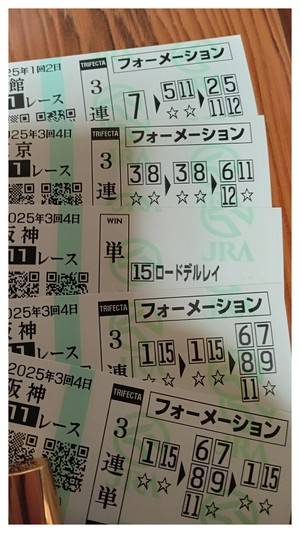 25年1回2日
館
1レース
TRIFECTA
3連
フォーメーション
7 ▶ 5 11 ▶ 2 5
☆☆ 11 12
2025年3回4日
京
11レース
TRIFECTA
3連
フォーメーション
3 8 ▶ 3 8 ▶ 6 11
☆☆ ☆☆ 12 ☆
2025年3回4日
阪神
11レース
WIN
単
15 ロードデルレイ
JRA
2025年3回4日
阪神
11レース
TRIFECTA
3連
フォーメーション
1 15 ▶ 1 15 ▶ 6 7
☆☆ ☆☆ 8 9
11 ☆
2025年3回4日
阪神
11レース
TRIFECTA
3連単
フォーメーション
1 15 ▶ 6 7 ▶ 1 15
☆☆ 8 9 ☆☆
11 ☆